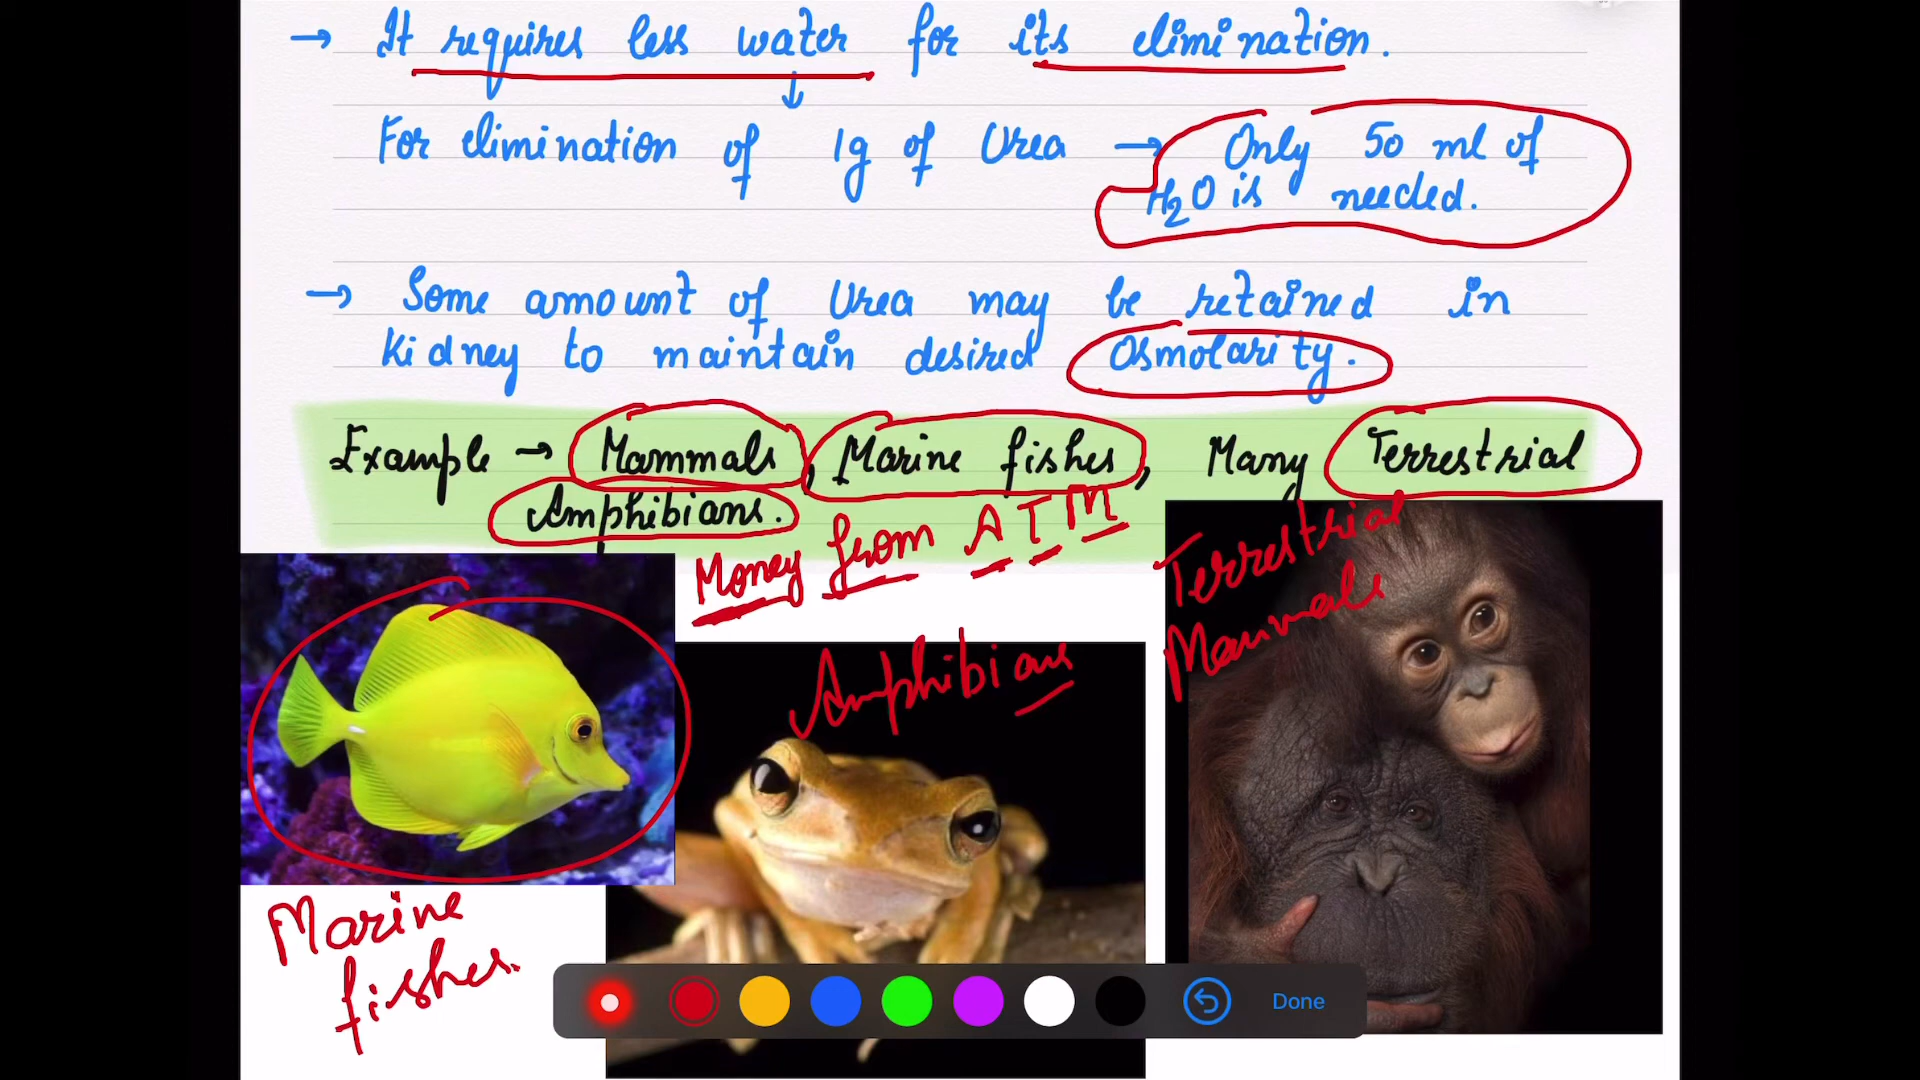 → It requires less water for its elimination.
↓
For elimination of 1g of Urea → Only 50 ml of
H₂O is needed.
→ Some amount of Urea may be retained in
kidney to maintain desired Osmolarity.
Example → Mammals, Marine fishes, Many Terrestrial
Amphibians.
Money from ATM
Terrestrial
Mammals
Amphibians
Marine
fishes.
Done